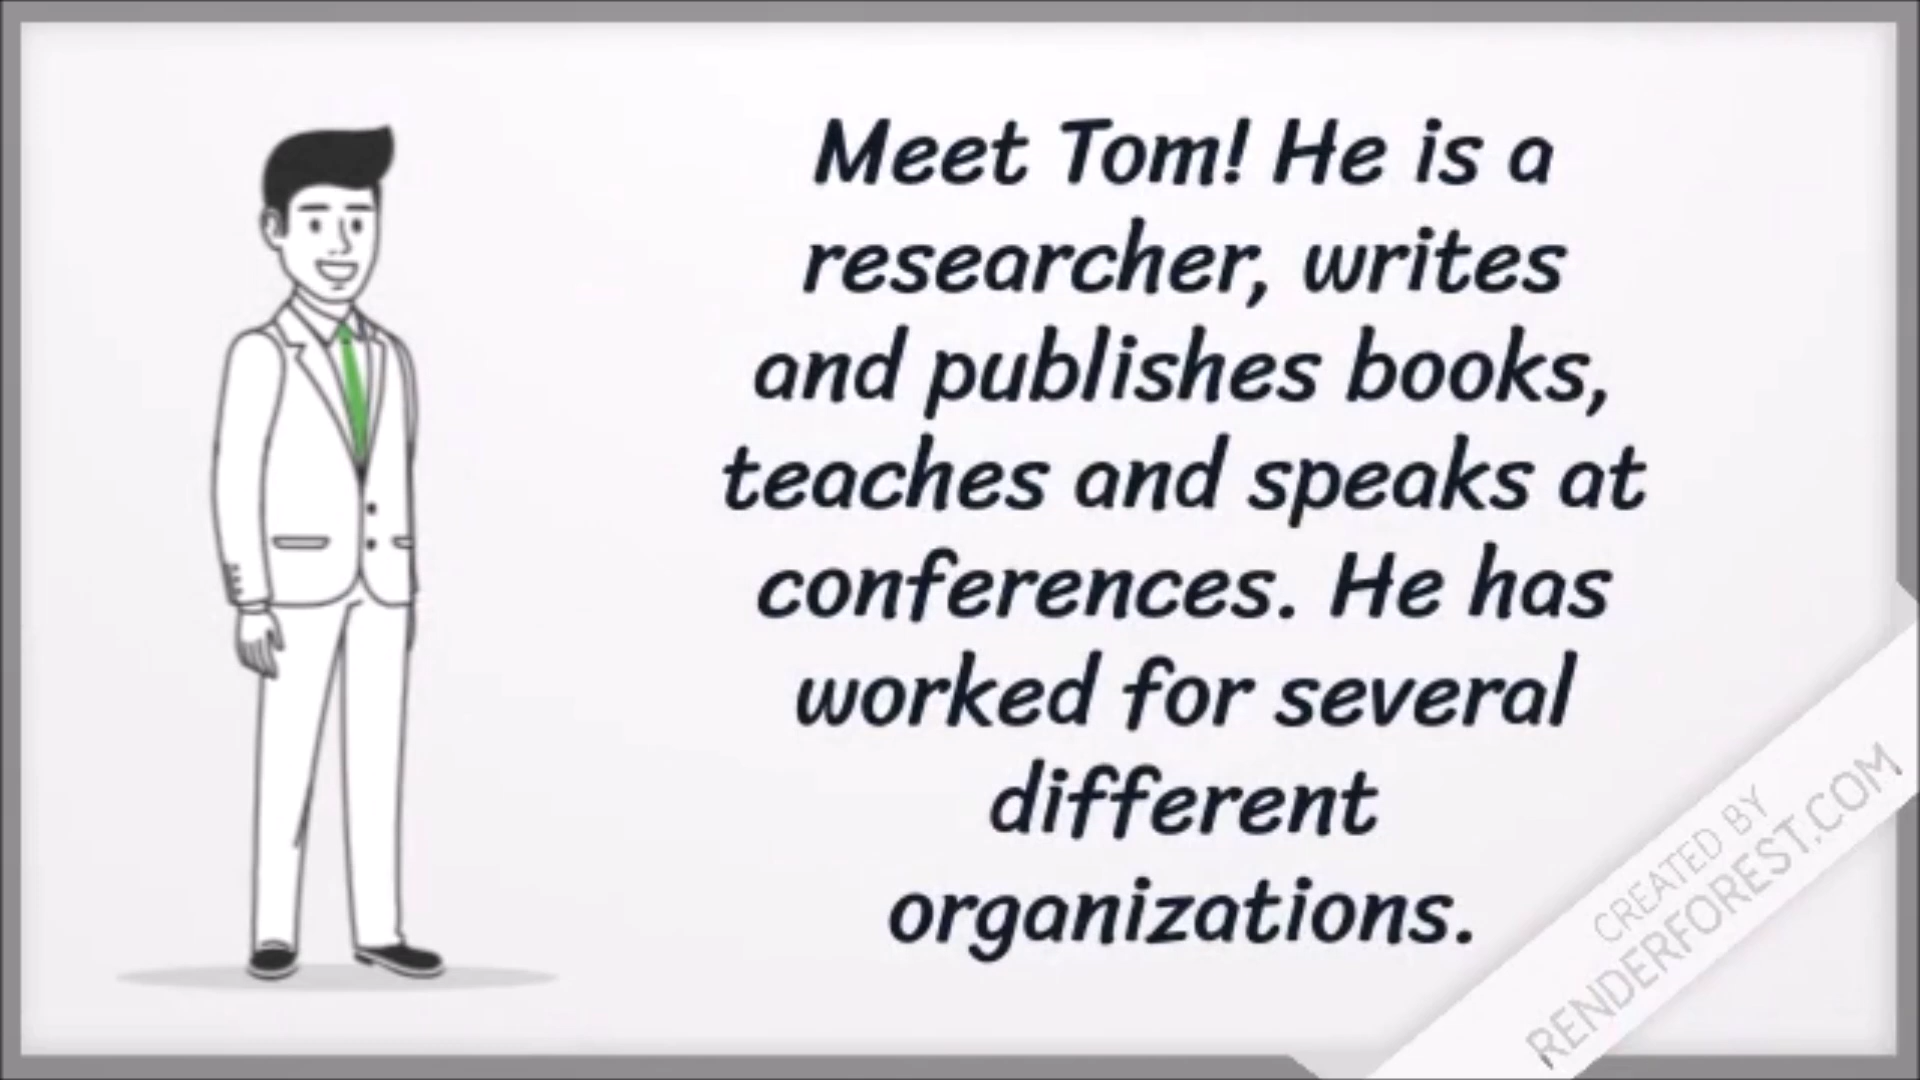 Meet Tom! He is a
researcher, writes
and publishes books,
teaches and speaks at
conferences. He has
worked for several
different
organizations.
CREATED BY
RENDERFOREST.COM